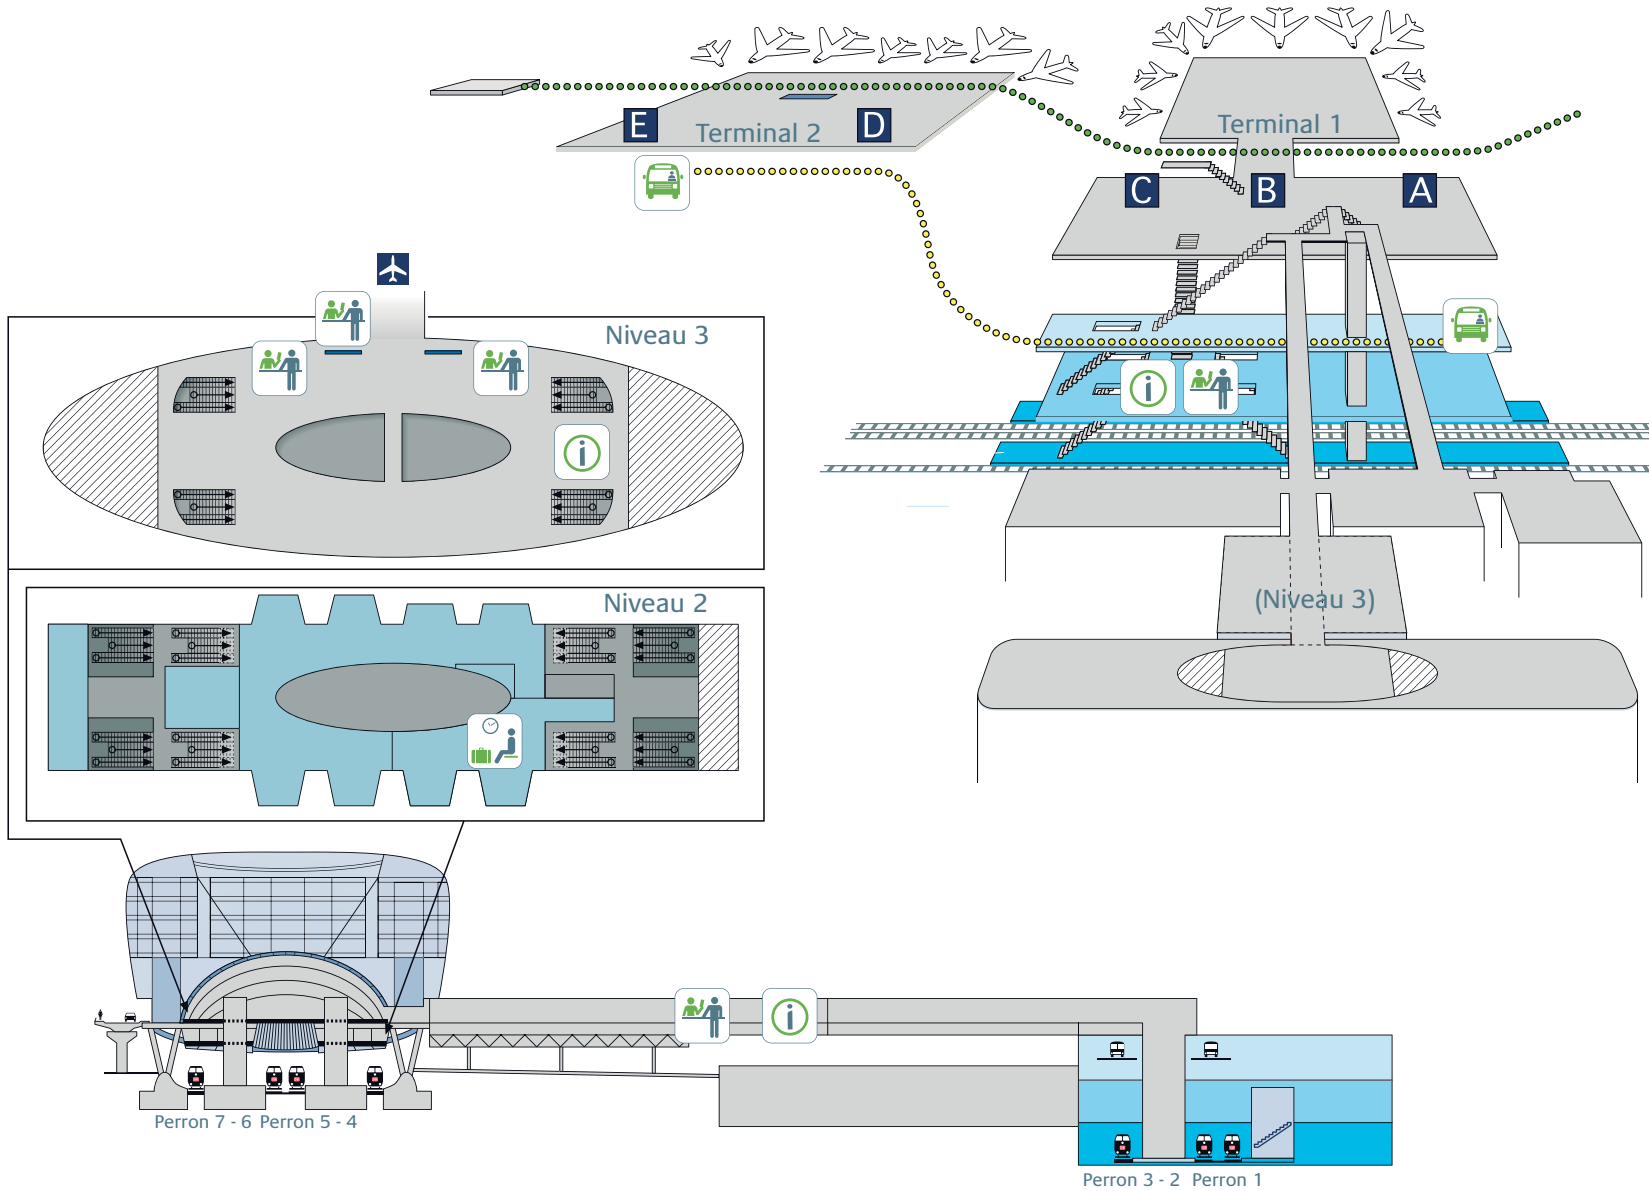 E
Terminal 2
D
Terminal 1
C
B
A
Niveau 3
i
i
Niveau 2
(Niveau 3)
i
Perron 7 - 6
Perron 5 - 4
Perron 3 - 2
Perron 1